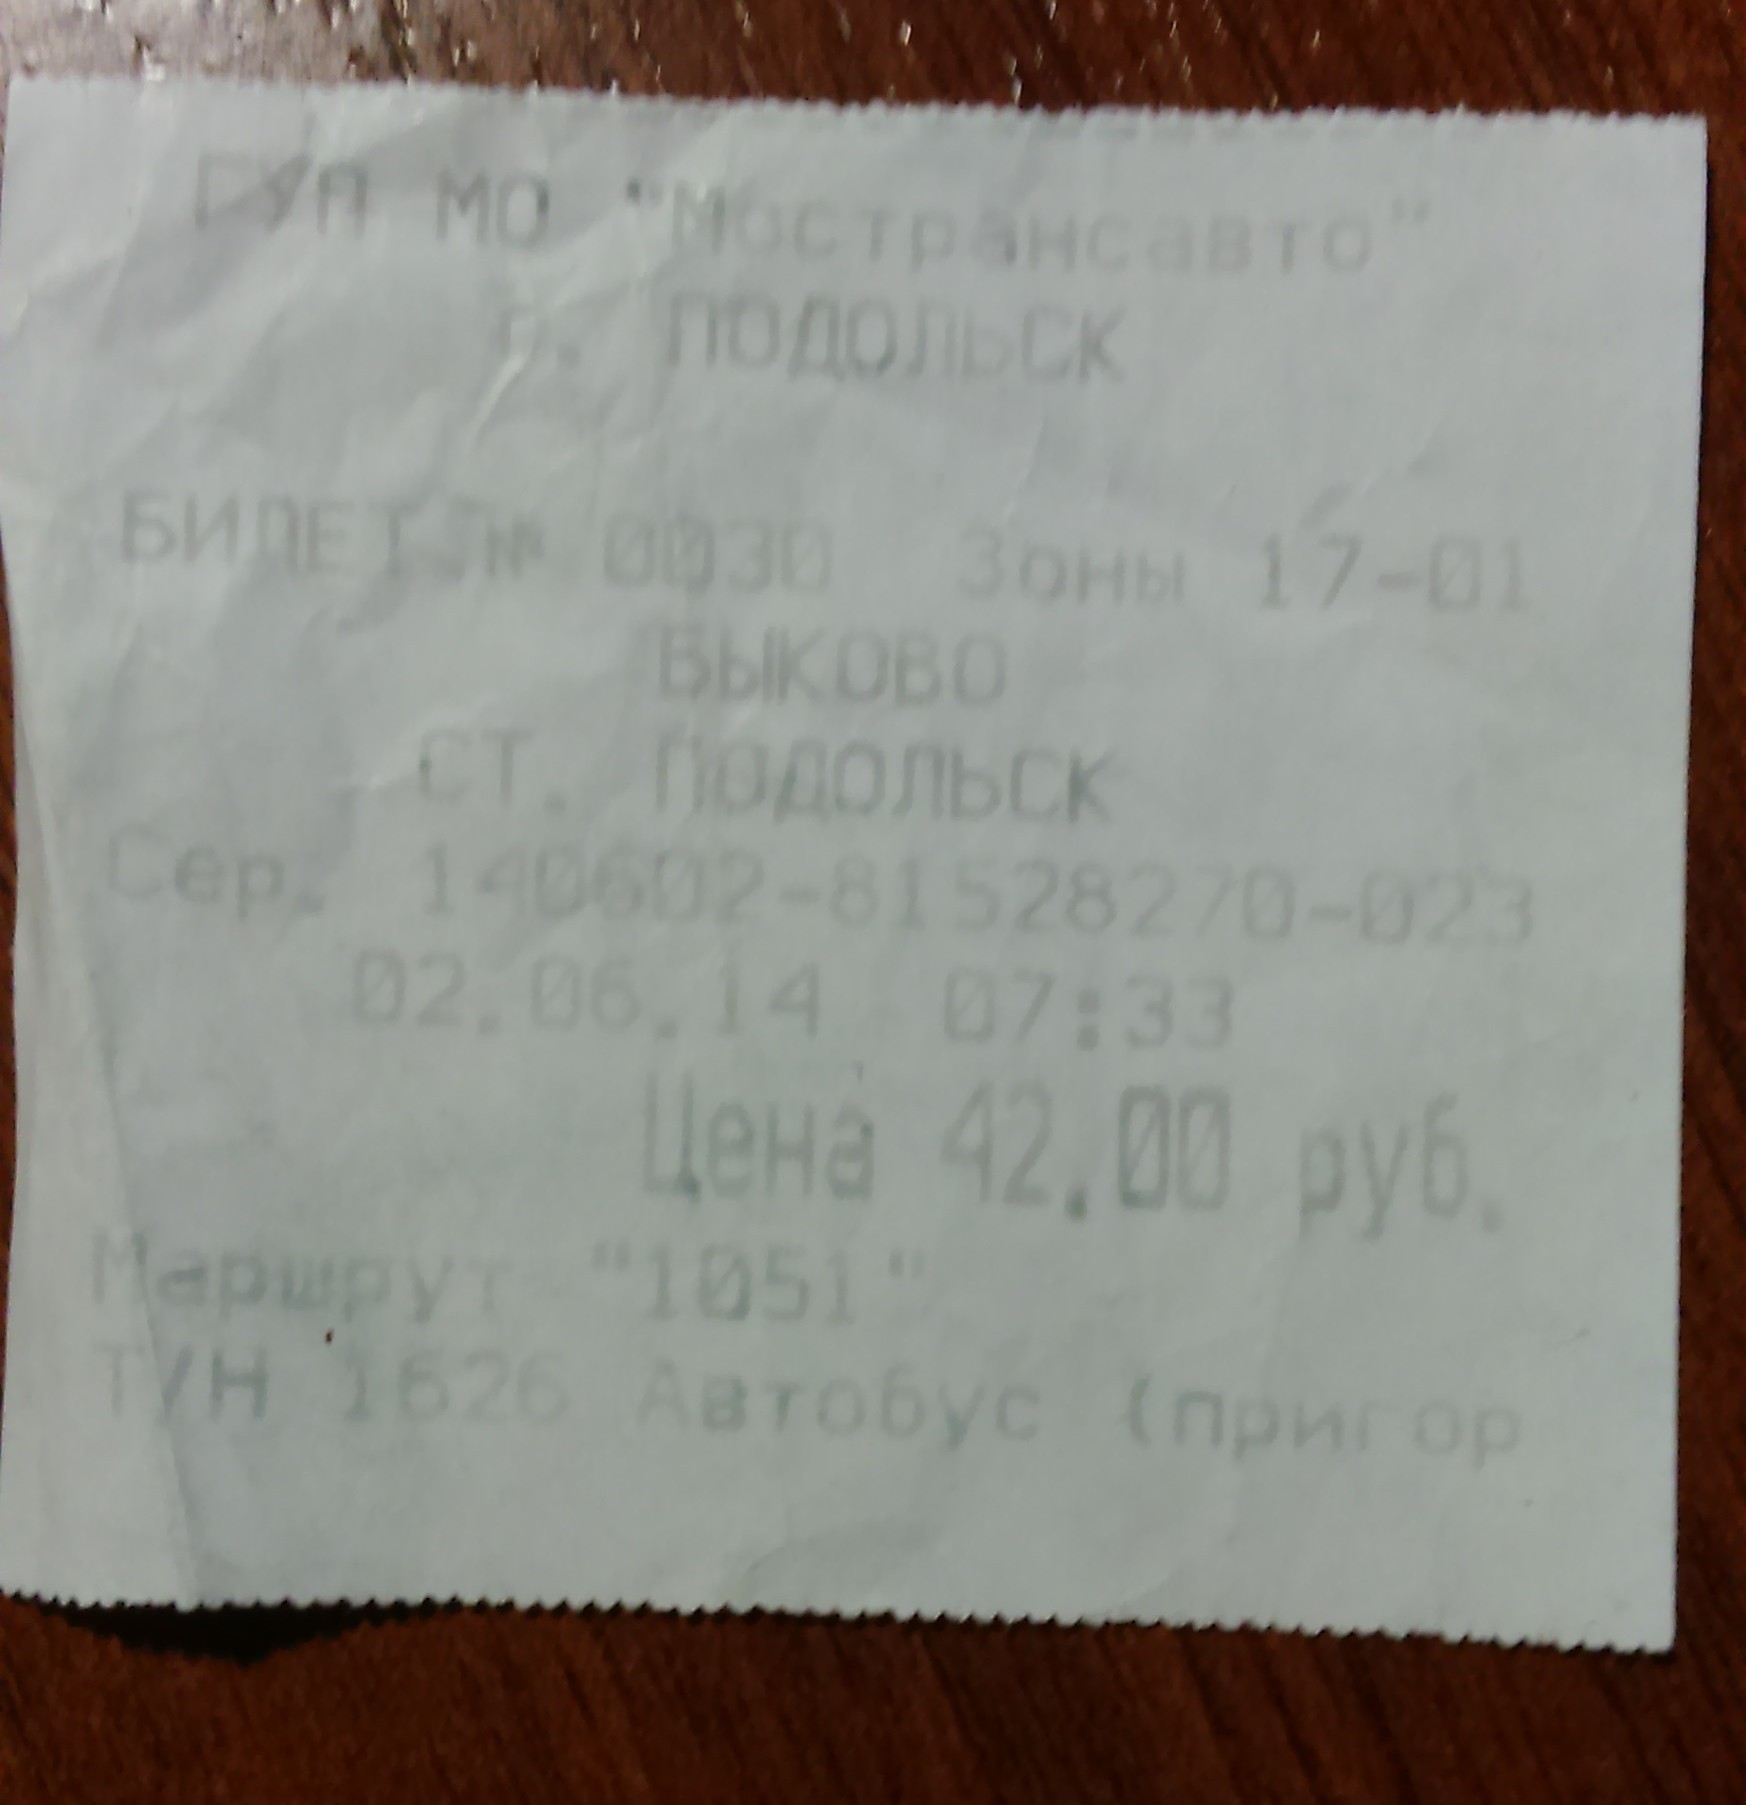 ГУП МО "Мострансавто"
г. ПОДОЛЬСК
БИЛЕТ № 0030 Зоны 17-01
БЫКОВО
СТ. ПОДОЛЬСК
Сер. 140602-81528270-023
02.06.14 07:33
Цена 42.00 руб.
Маршрут "1051"
Т/Н 1626 Автобус (пригор